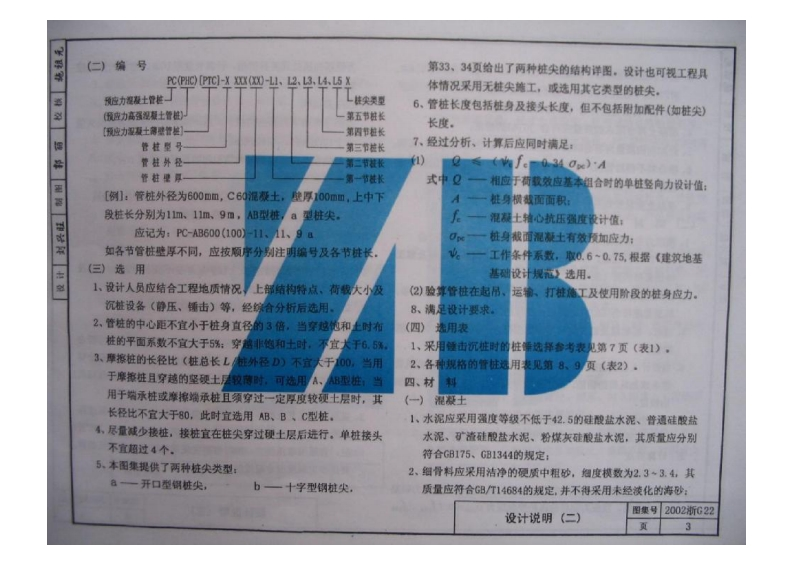 (二) 编 号
PC(PHC)[PTC]-X XXX(XX)-L1、L2、L3、L4、L5 X
预应力混凝土管桩
(预应力高强混凝土管桩)
[预应力混凝土薄壁管桩]
管 桩 型 号
管 桩 外 径
管 桩 壁 厚
桩尖类型
第五节桩长
第四节桩长
第三节桩长
第二节桩长
第一节桩长
[例]：管桩外径为600mm，C60混凝土，壁厚100mm，上中下
段桩长分别为11m、11m、9m，AB型桩，a 型桩尖。
应记为：PC-AB600(100)-11、11、9 a
如各节管桩壁厚不同，应按顺序分别注明编号及各节桩长。
(三) 选 用
1、设计人员应结合工程地质情况、上部结构特点、荷载大小及
沉桩设备（静压、锤击）等，经综合分析后选用。
2、管桩的中心距不宜小于桩身直径的3倍，当穿越饱和土时布
桩的平面系数不宜大于5%；穿越非饱和土时，不宜大于6.5%。
3、摩擦桩的长径比（桩总长L/桩外径D）不宜大于100，当用
于摩擦桩且穿越的坚硬土层较薄时，可选用 A、AB型桩；当
用于端承桩或摩擦端承桩且须穿过一定厚度较硬土层时，其
长径比不宜大于80，此时宜选用 AB、B 、C型桩。
4、尽量减少接桩，接桩宜在桩尖穿过硬土层后进行，单桩接头
不宜超过4个。
5、本图集提供了两种桩尖类型：
a —— 开口型钢桩尖， b —— 十字型钢桩尖。
第33、34页给出了两种桩尖的结构详图。设计也可视工程具
体情况采用无桩尖施工，或选用其它类型的桩尖。
6、管桩长度包括桩身及接头长度，但不包括附加配件(如桩尖)
长度。
7、经过分析、计算后应同时满足：
(1) Q ≤ (ψc fc - 0.34 σpc)·A
式中 Q —— 相应于荷载效应基本组合时的单桩竖向力设计值；
A —— 桩身横截面面积；
fc —— 混凝土轴心抗压强度设计值；
σpc —— 桩身截面混凝土有效预加应力；
ψc —— 工作条件系数，取0.6~0.75,根据《建筑地基
基础设计规范》选用。
(2)验算管桩在起吊、运输、打桩施工及使用阶段的桩身应力。
8、满足设计要求。
(四) 选用表
1、采用锤击沉桩时的桩锤选择参考表见第7页（表1）。
2、各种规格的管桩选用表见第 8、9页（表2）。
四、材 料
(一) 混凝土
1、水泥应采用强度等级不低于42.5的硅酸盐水泥、普通硅酸盐
水泥、矿渣硅酸盐水泥、粉煤灰硅酸盐水泥，其质量应分别
符合GB175、GB1344的规定；
2、细骨料应采用洁净的硬质中粗砂，细度模数为2.3~3.4，其
质量应符合GB/T14684的规定,并不得采用未经淡化的海砂；
设计说明（二）
图集号 2002浙G22
页 3
校 核
制 图
设 计
ZAB